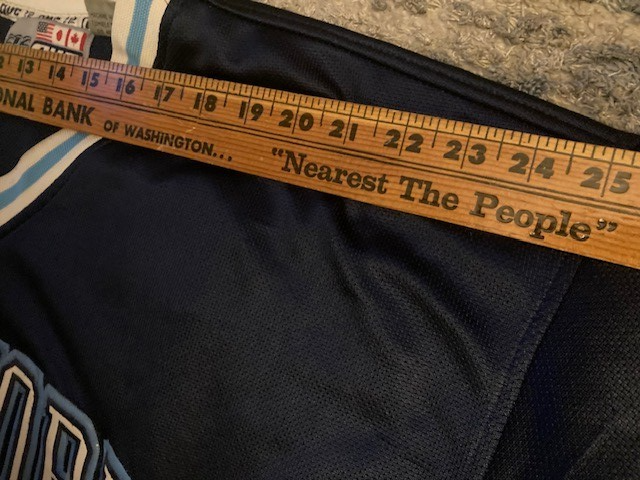 13 14 15 16 17 18 19 20 21 22 23 24 25
ONAL BANK OF WASHINGTON... "Nearest The People"